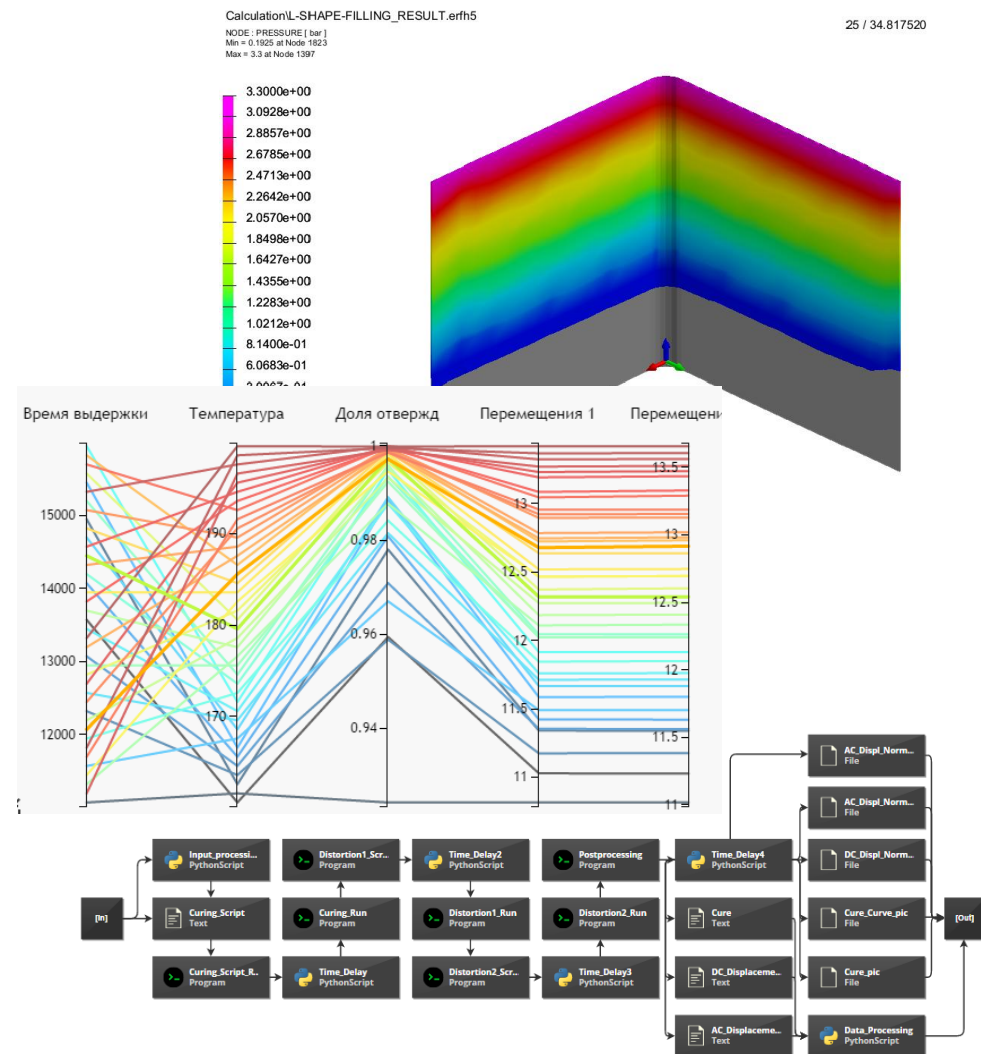 Calculation\L-SHAPE-FILLING_RESULT.erfh5
NODE : PRESSURE [ bar ]
Min = 0.1925 at Node 1823
Max = 3.3 at Node 1397
25 / 34.817520
3.3000e+00
3.0928e+00
2.8857e+00
2.6785e+00
2.4713e+00
2.2642e+00
2.0570e+00
1.8498e+00
1.6427e+00
1.4355e+00
1.2283e+00
1.0212e+00
8.1400e-01
6.0683e-01
Время выдержки
Температура
Доля отвержд
Перемещения 1
Перемещени
15000
14000
13000
12000
190
180
170
1
0.98
0.96
0.94
13
12.5
12
11.5
11
13.5
13
12.5
12
11.5
11
[In]
Input_processi...
PythonScript
Curing_Script
Text
Curing_Script_R..
Program
Distortion1_Scr...
Program
Curing_Run
Program
Time_Delay
PythonScript
Time_Delay2
PythonScript
Distortion1_Run
Program
Distortion2_Scr...
Program
Postprocessing
Program
Distortion2_Run
Program
Time_Delay3
PythonScript
Time_Delay4
PythonScript
Cure
Text
DC_Displaceme...
Text
AC_Displaceme...
Text
AC_Displ_Norm...
File
AC_Displ_Norm...
File
DC_Displ_Norm...
File
Cure_Curve_pic
File
Cure_pic
File
Data_Processing
PythonScript
[Out]